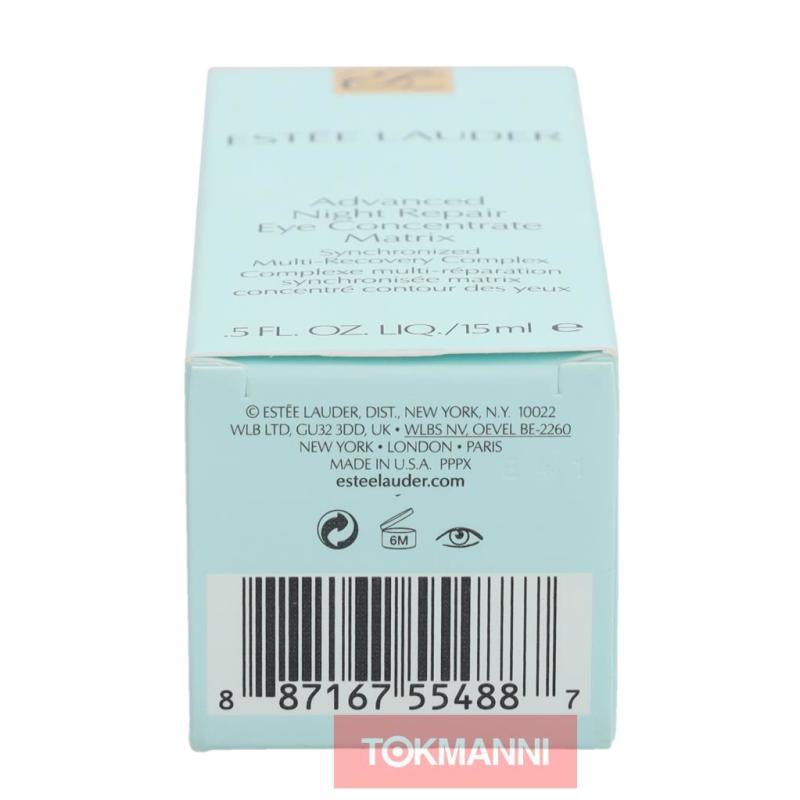 ESTÉE LAUDER
Advanced
Night Repair
Eye Concentrate
Matrix
Synchronized
Multi-Recovery Complex
Complexe multi-réparation
synchronisée matrix
concentré contour des yeux
.5 FL. OZ. LIQ./15 ml e
© ESTÉE LAUDER, DIST., NEW YORK, N.Y. 10022
WLB LTD, GU32 3DD, UK • WLBS NV, OEVEL BE-2260
NEW YORK • LONDON • PARIS
MADE IN U.S.A. PPPX
esteelauder.com
6M
8 87167 55488 7
TOKMANNI